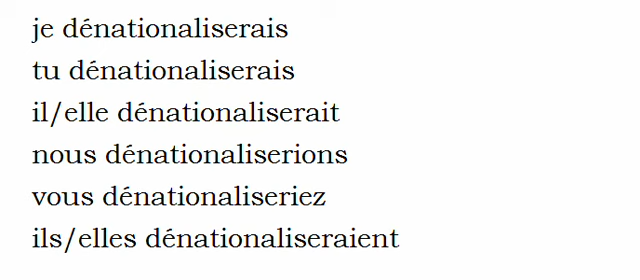 je dénationaliserais
tu dénationaliserais
il/elle dénationaliserait
nous dénationaliserions
vous dénationaliseriez
ils/elles dénationaliseraient